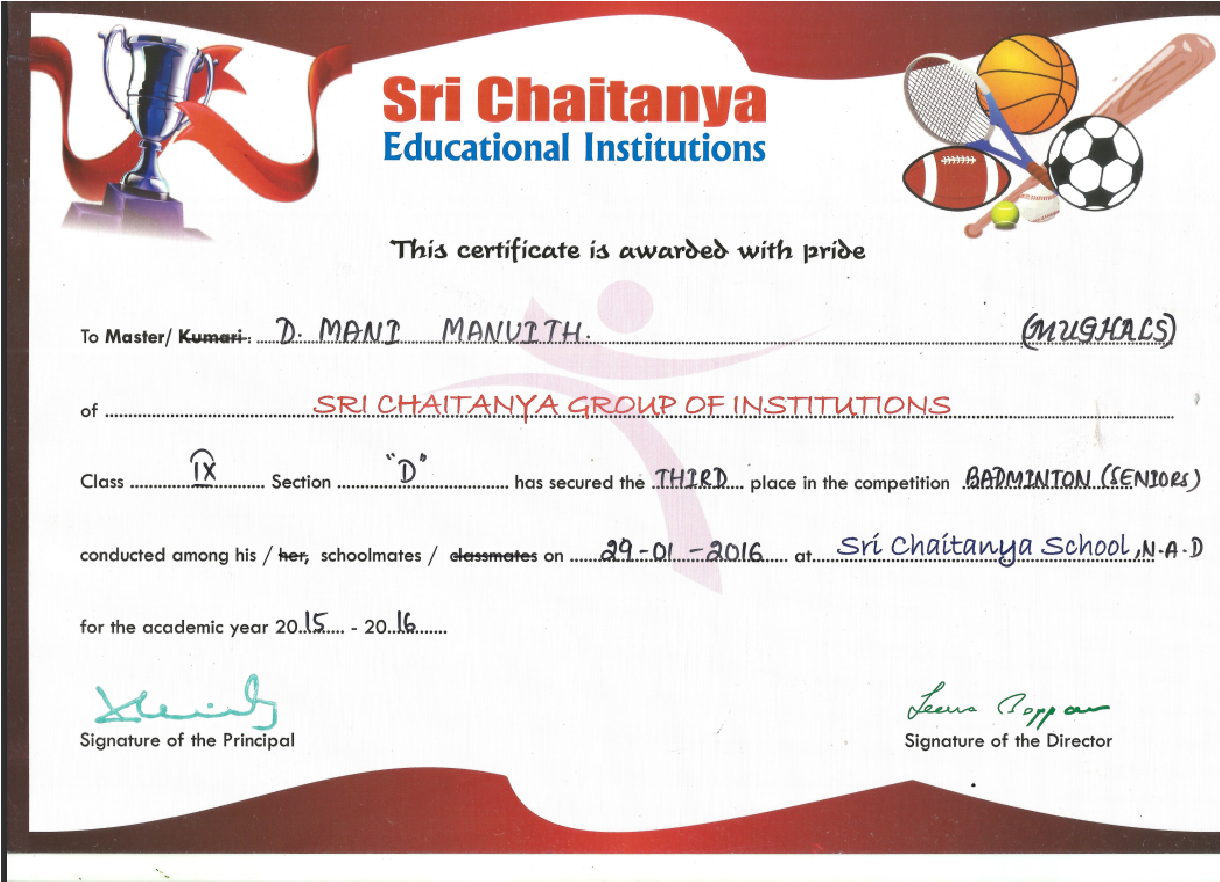 Sri Chaitanya
Educational Institutions
This certificate is awarded with pride
To Master/ Kumari: D. MANI MANVITH. (MUGHALS)
of SRI CHAITANYA GROUP OF INSTITUTIONS
Class IX Section "D" has secured the THIRD place in the competition BADMINTON (SENIORS)
conducted among his / her, schoolmates / classmates on 29-01-2016 at Sri Chaitanya School, N-A-D
for the academic year 2015 - 2016
Signature of the Principal Signature of the Director